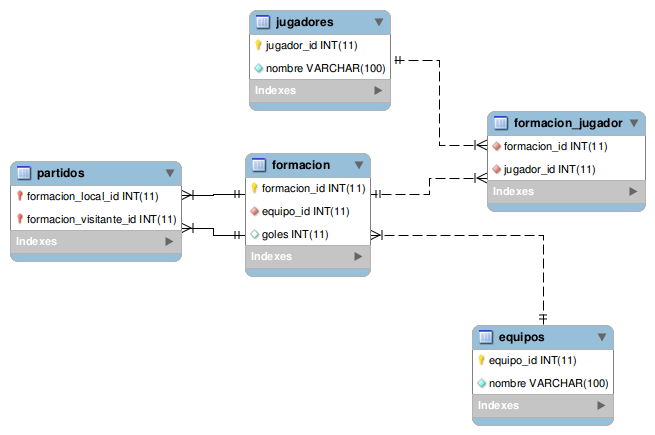 jugadores
jugador_id INT(11)
nombre VARCHAR(100)
Indexes
formacion_jugador
formacion_id INT(11)
jugador_id INT(11)
Indexes
partidos
formacion_local_id INT(11)
formacion_visitante_id INT(11)
Indexes
formacion
formacion_id INT(11)
equipo_id INT(11)
goles INT(11)
Indexes
equipos
equipo_id INT(11)
nombre VARCHAR(100)
Indexes